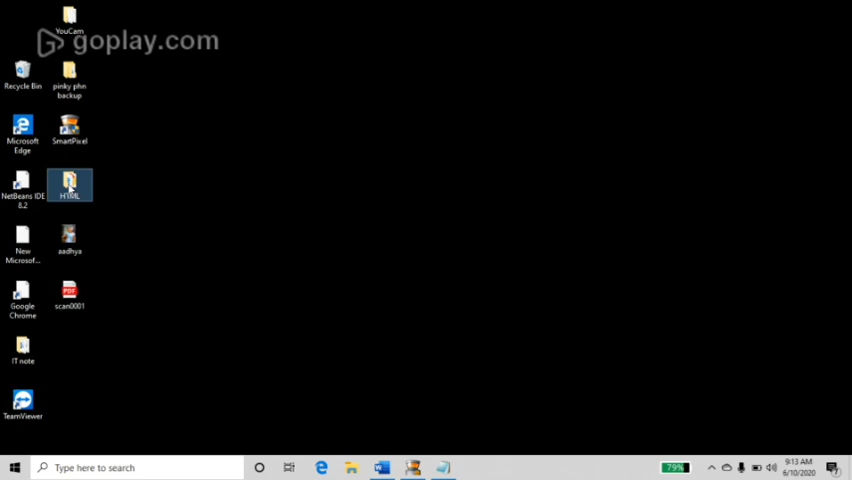 YouCam
goplay.com
Recycle Bin
pinky phn
backup
Microsoft
Edge
SmartPixel
NetBeans IDE
8.2
HTML
New
Microsof...
aadhya
Google
Chrome
PDF
scan0001
IT note
TeamViewer
Type here to search
79%
9:13 AM
6/10/2020